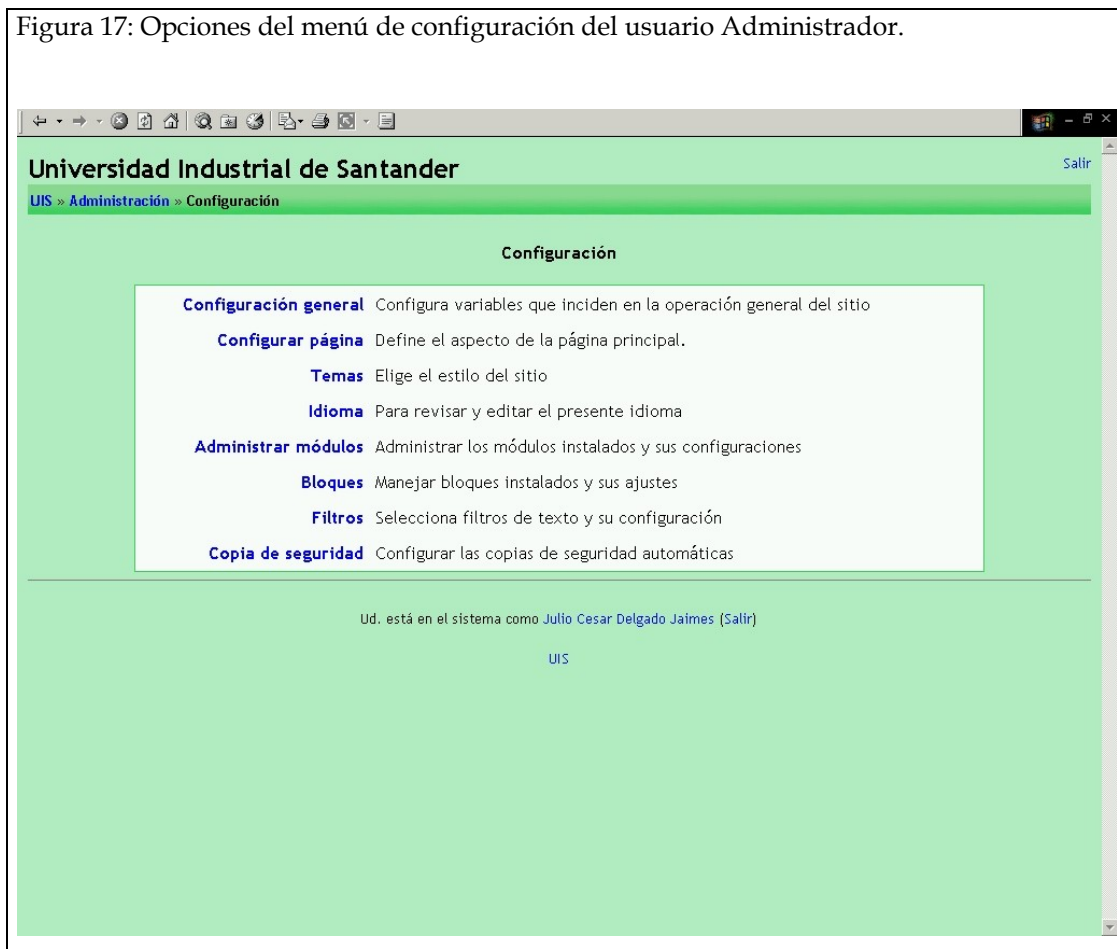 Figura 17: Opciones del menú de configuración del usuario Administrador.
Universidad Industrial de Santander
Salir
UIS » Administración » Configuración
Configuración
Configuración general Configura variables que inciden en la operación general del sitio
Configurar página Define el aspecto de la página principal.
Temas Elige el estilo del sitio
Idioma Para revisar y editar el presente idioma
Administrar módulos Administrar los módulos instalados y sus configuraciones
Bloques Manejar bloques instalados y sus ajustes
Filtros Selecciona filtros de texto y su configuración
Copia de seguridad Configurar las copias de seguridad automáticas
Ud. está en el sistema como Julio Cesar Delgado Jaimes (Salir)
UIS